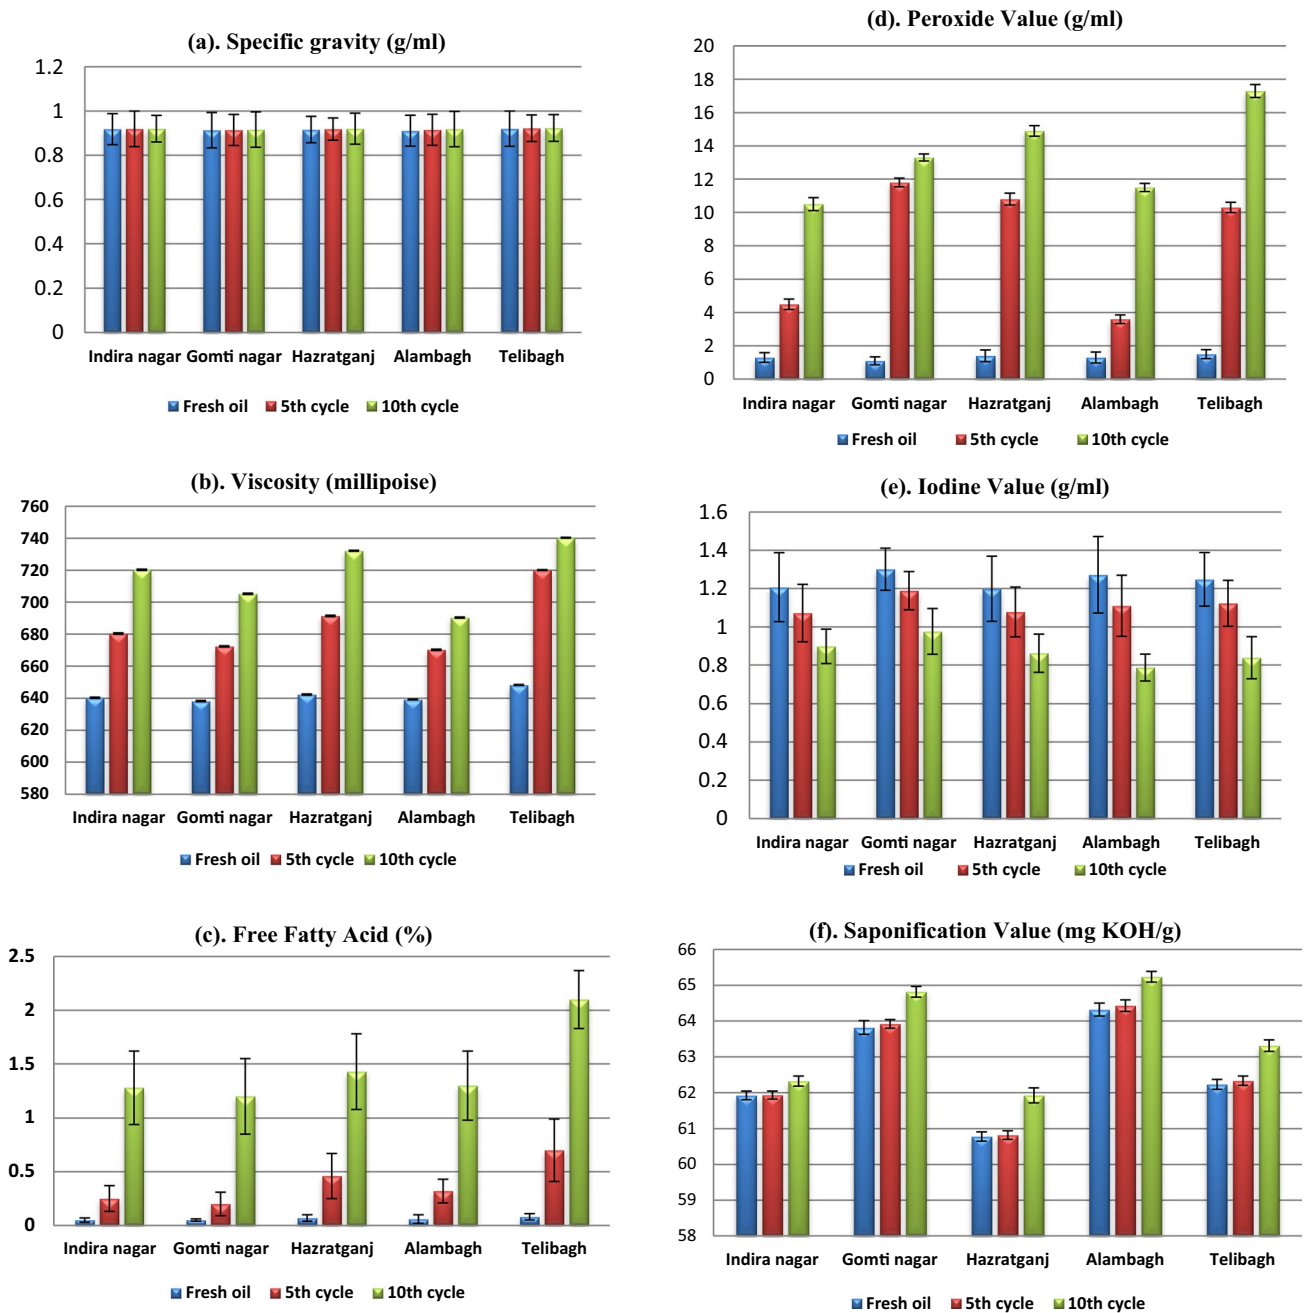 (a). Specific gravity (g/ml)
1.2
1
0.8
0.6
0.4
0.2
0
Indira nagar Gomti nagar Hazratganj Alambagh Telibagh
Fresh oil 5th cycle 10th cycle
(b). Viscosity (millipoise)
760
740
720
700
680
660
640
620
600
580
Indira nagar Gomti nagar Hazratganj Alambagh Telibagh
Fresh oil 5th cycle 10th cycle
(c). Free Fatty Acid (%)
2.5
2
1.5
1
0.5
0
Indira nagar Gomti nagar Hazratganj Alambagh Telibagh
Fresh oil 5th cycle 10th cycle
(d). Peroxide Value (g/ml)
20
18
16
14
12
10
8
6
4
2
0
Indira nagar Gomti nagar Hazratganj Alambagh Telibagh
Fresh oil 5th cycle 10th cycle
(e). Iodine Value (g/ml)
1.6
1.4
1.2
1
0.8
0.6
0.4
0.2
0
Indira nagar Gomti nagar Hazratganj Alambagh Telibagh
Fresh oil 5th cycle 10th cycle
(f). Saponification Value (mg KOH/g)
66
65
64
63
62
61
60
59
58
Indira nagar Gomti nagar Hazratganj Alambagh Telibagh
Fresh oil 5th cycle 10th cycle